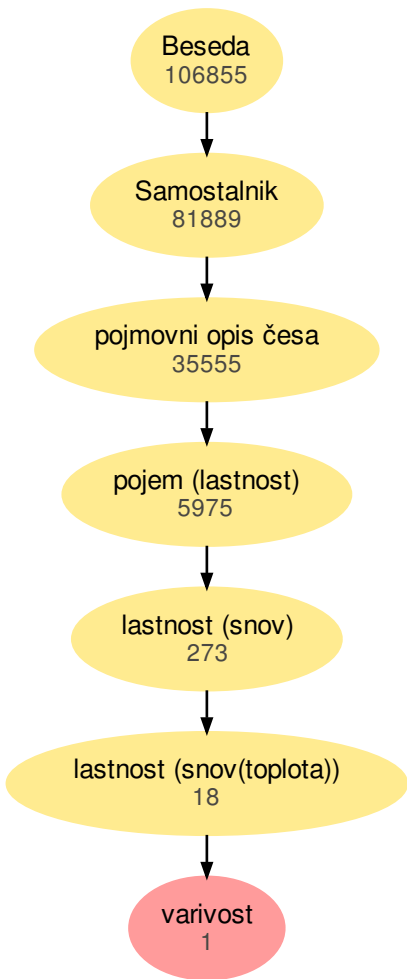 Beseda
106855
Samostalnik
81889
pojmovni opis česa
35555
pojem (lastnost)
5975
lastnost (snov)
273
lastnost (snov(toplota))
18
varivost
1